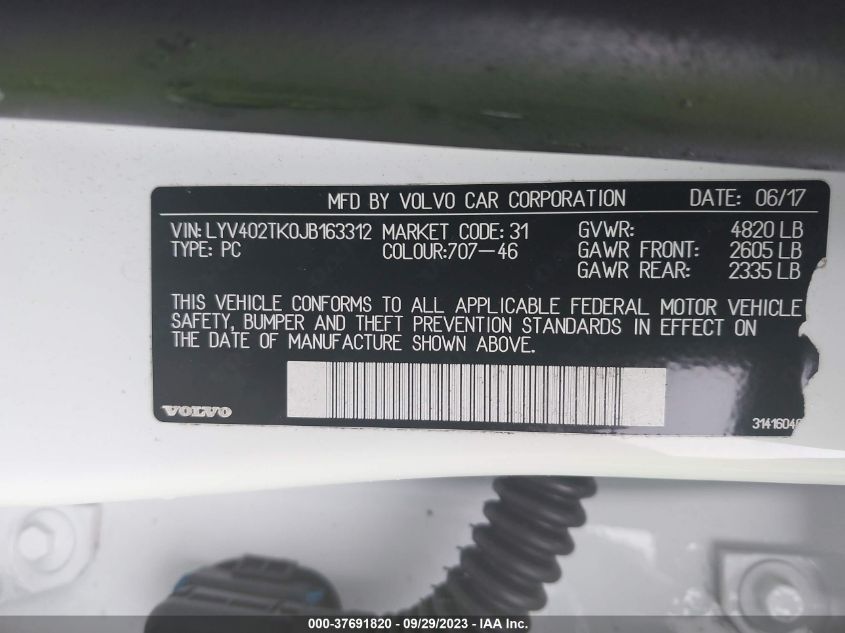 MFD BY VOLVO CAR CORPORATION DATE: 06/17
VIN: LYV402TK0JB163312 MARKET CODE: 31 GVWR: 4820 LB
TYPE: PC COLOUR:707-46 GAWR FRONT: 2605 LB
GAWR REAR: 2335 LB
THIS VEHICLE CONFORMS TO ALL APPLICABLE FEDERAL MOTOR VEHICLE
SAFETY, BUMPER AND THEFT PREVENTION STANDARDS IN EFFECT ON
THE DATE OF MANUFACTURE SHOWN ABOVE.
VOLVO
000-37691820 - 09/29/2023 - IAA Inc.